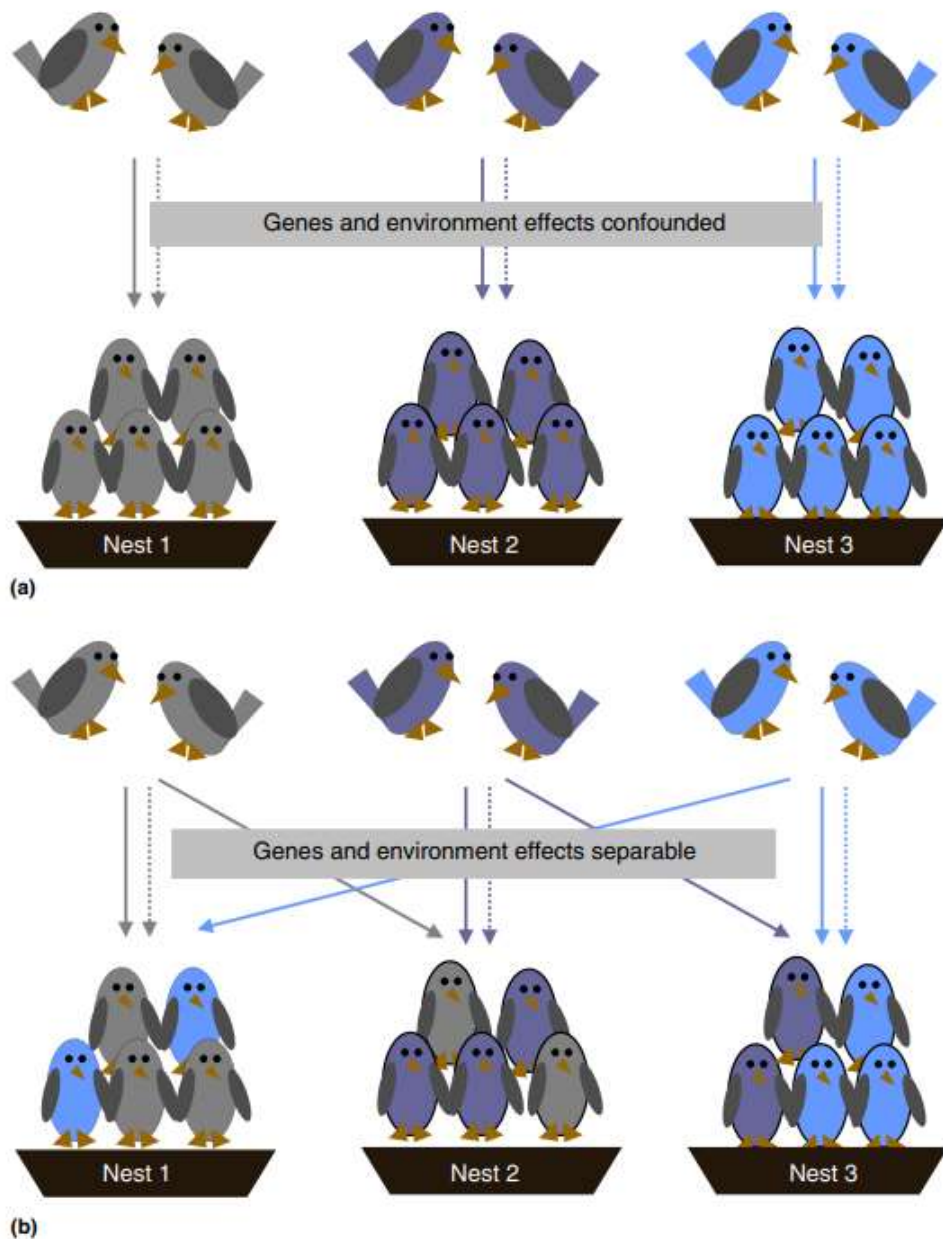 Genes and environment effects confounded
Nest 1
Nest 2
Nest 3
(a)
Genes and environment effects separable
Nest 1
Nest 2
Nest 3
(b)